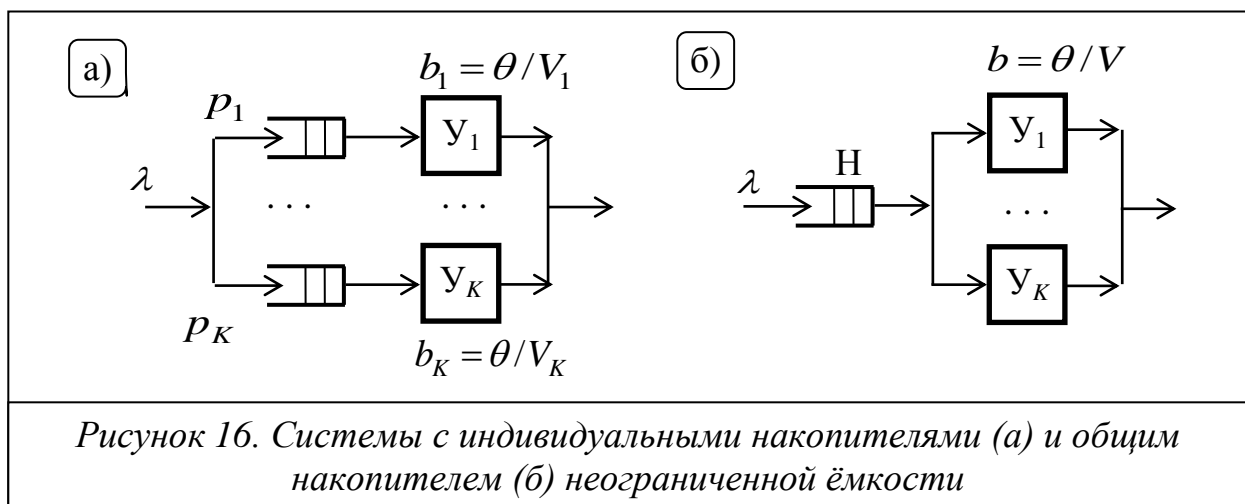 а)
p₁
b₁ = θ/V₁
У₁
λ
. . .
. . .
p_K
У_K
b_K = θ/V_K
б)
b = θ/V
У₁
λ
Н
. . .
У_K
Рисунок 16. Системы с индивидуальными накопителями (а) и общим
накопителем (б) неограниченной ёмкости